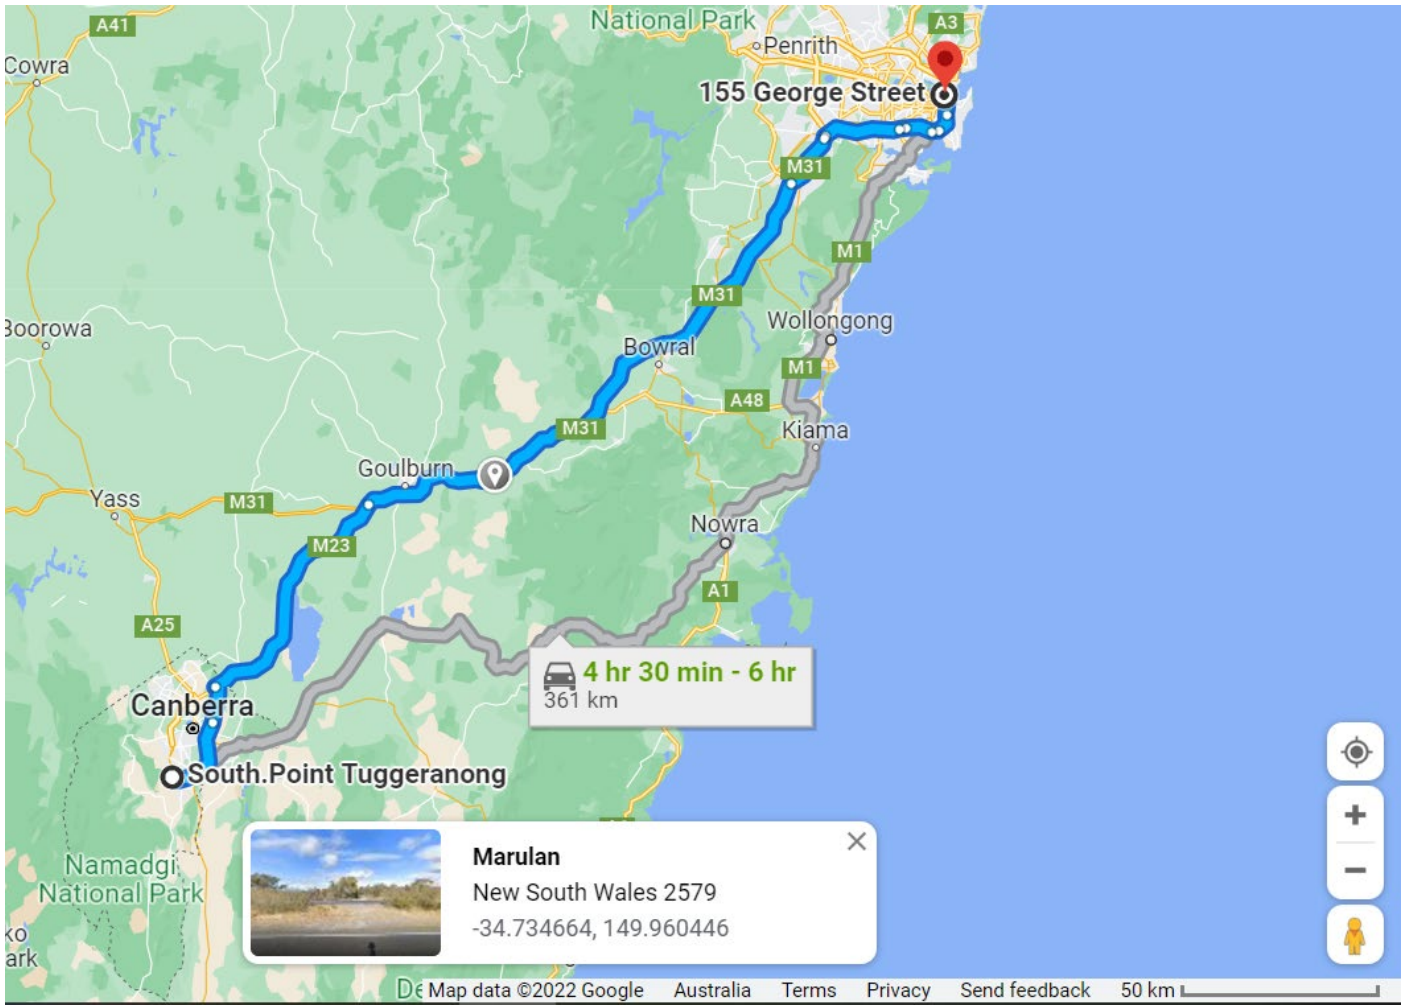 National Park
A41
A3
Penrith
Cowra
155 George Street
M31
M1
M31
Wollongong
Boorowa
Bowral
M1
A48
M31
Kiama
Goulburn
Yass
M31
Nowra
M23
A1
A25
4 hr 30 min - 6 hr
361 km
Canberra
South.Point Tuggeranong
Marulan
New South Wales 2579
-34.734664, 149.960446
Namadgi
National Park
ko
ark
De
Map data ©2022 Google Australia Terms Privacy Send feedback 50 km